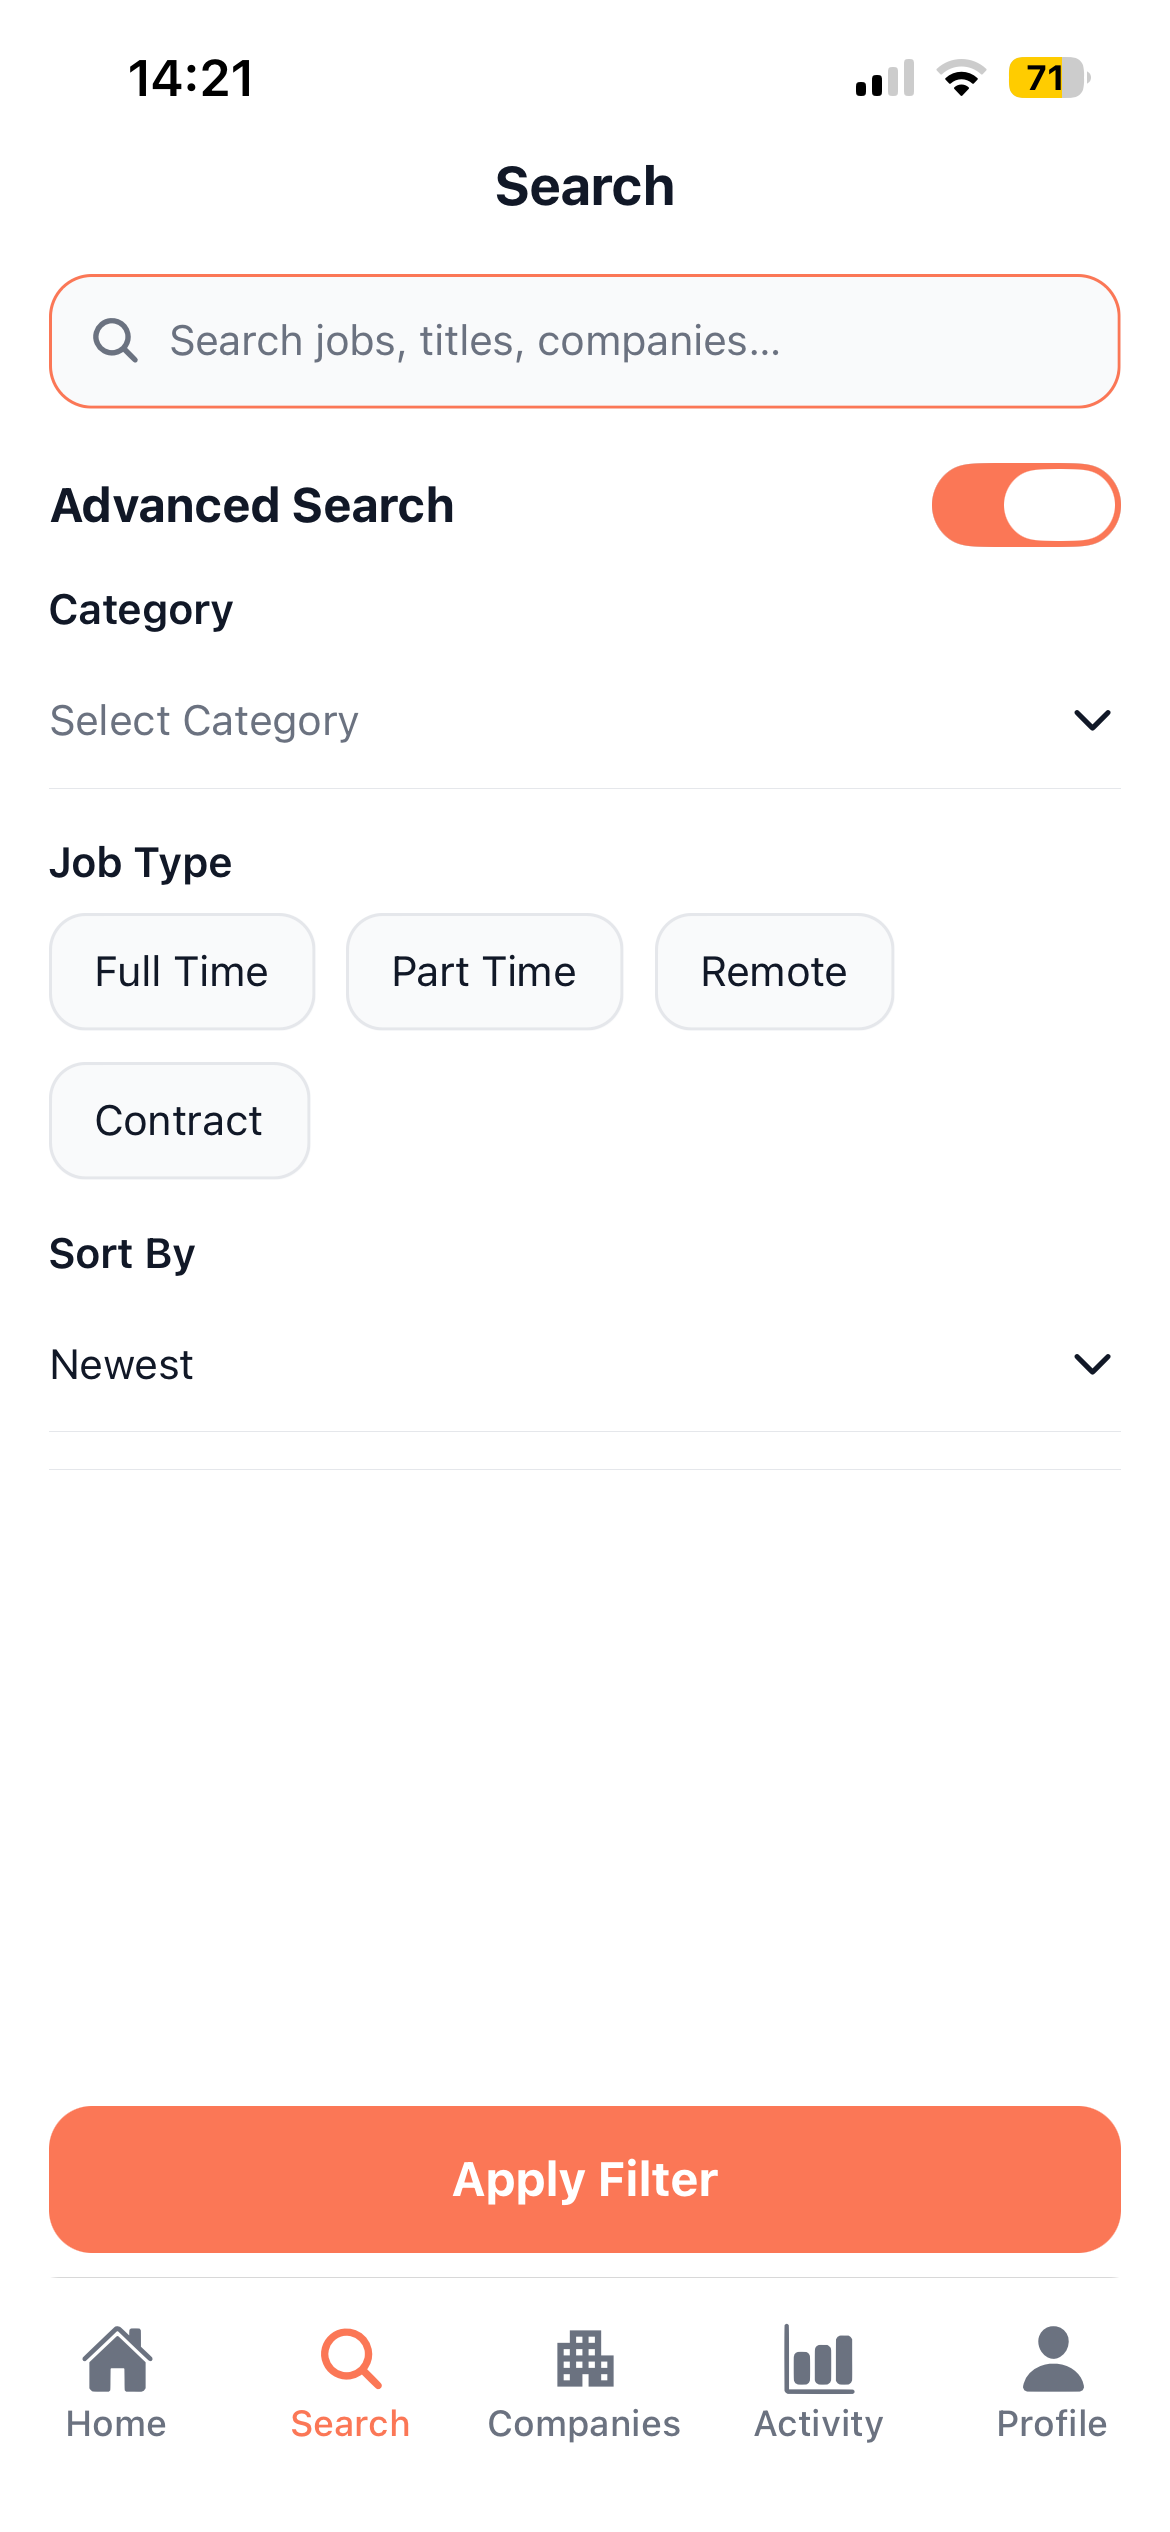 14:21
71
Search
Search jobs, titles, companies...
Advanced Search
Category
Select Category
Job Type
Full Time
Part Time
Remote
Contract
Sort By
Newest
Apply Filter
Home
Search
Companies
Activity
Profile